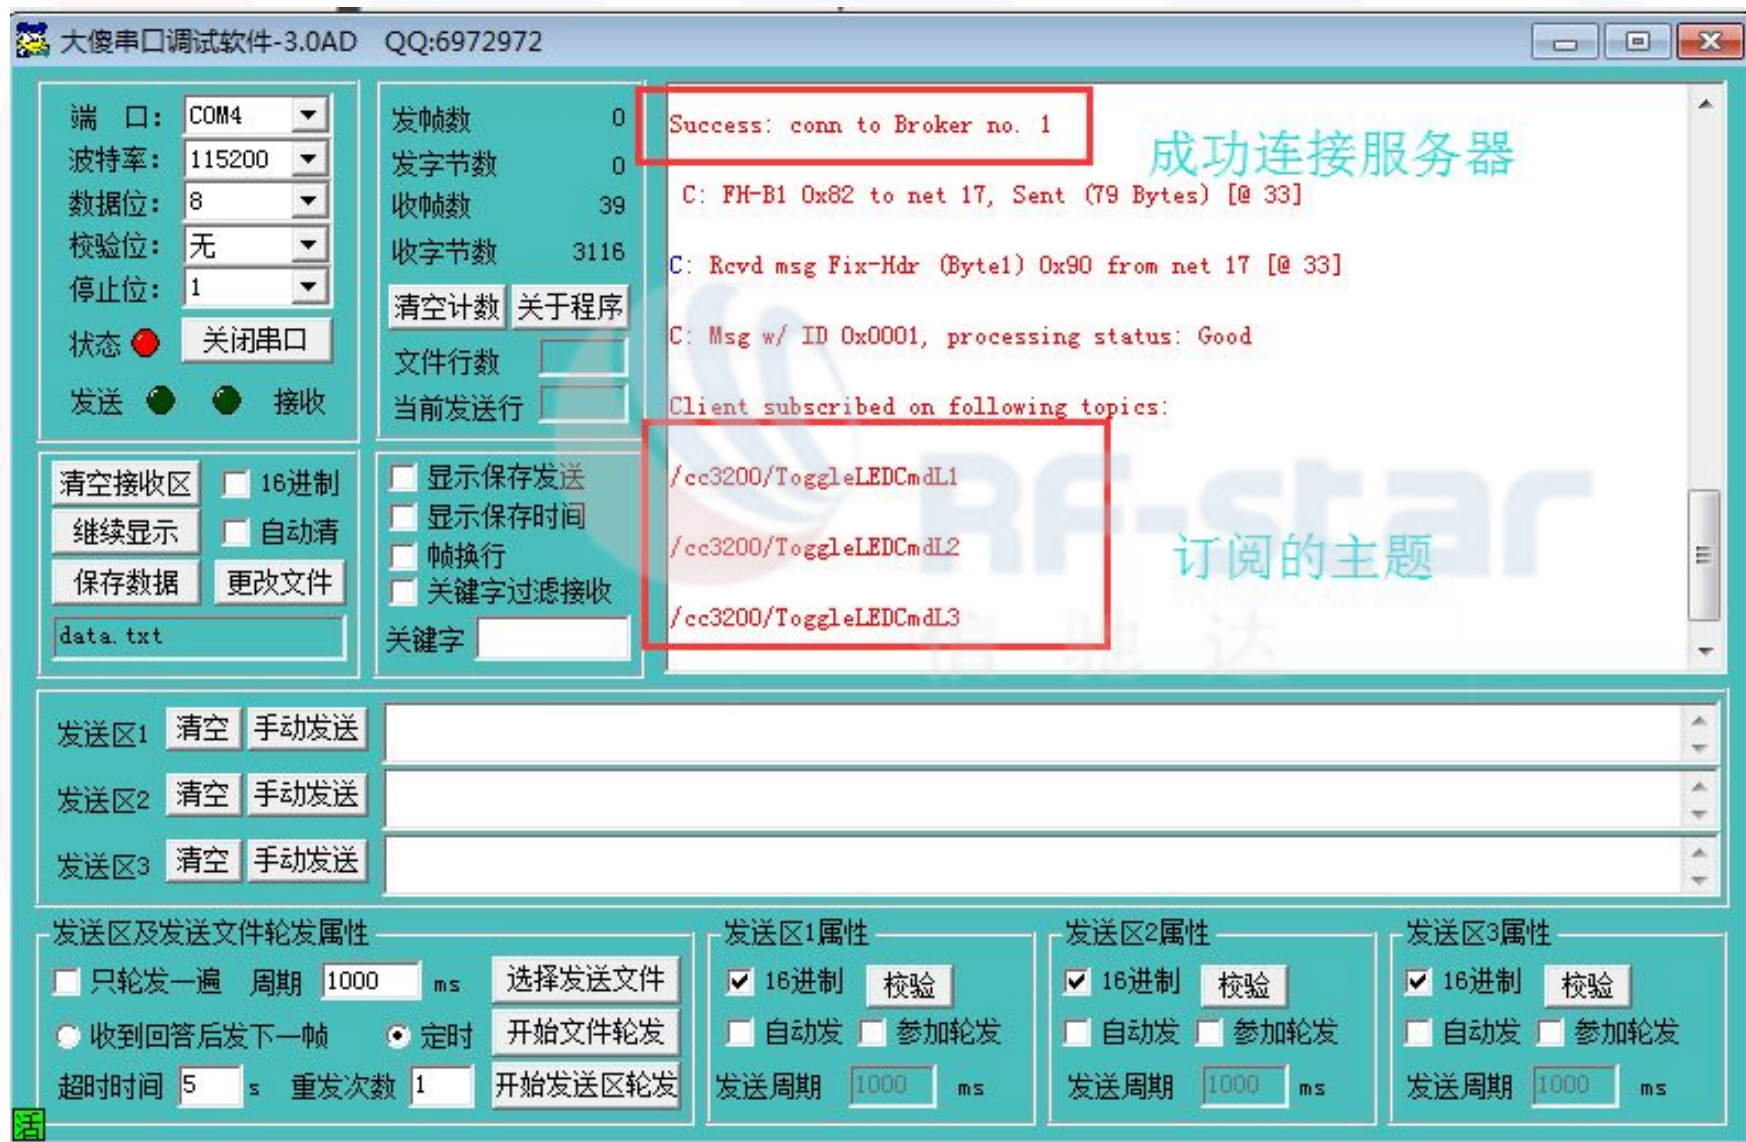 大傻串口调试软件-3.0AD QQ:6972972
端 口: COM4
波特率: 115200
数据位: 8
校验位: 无
停止位: 1
状态 关闭串口
发送 接收
发帧数 0
发字节数 0
收帧数 39
收字节数 3116
清空计数 关于程序
文件行数
当前发送行
Success: conn to Broker no. 1
成功连接服务器
C: FH-B1 0x82 to net 17, Sent (79 Bytes) [@ 33]
C: Rcvd msg Fix-Hdr (Byte1) 0x90 from net 17 [@ 33]
C: Msg w/ ID 0x0001, processing status: Good
Client subscribed on following topics:
/cc3200/ToggleLEDCmdL1
/cc3200/ToggleLEDCmdL2
/cc3200/ToggleLEDCmdL3
订阅的主题
RF-star
信驰达
清空接收区 16进制
继续显示 自动清
保存数据 更改文件
data.txt
显示保存发送
显示保存时间
帧换行
关键字过滤接收
关键字
发送区1 清空 手动发送
发送区2 清空 手动发送
发送区3 清空 手动发送
发送区及发送文件轮发属性
只轮发一遍 周期 1000 ms 选择发送文件
收到回答后发下一帧 定时 开始文件轮发
超时时间 5 s 重发次数 1 开始发送区轮发
发送区1属性
16进制 校验
自动发 参加轮发
发送周期 1000 ms
发送区2属性
16进制 校验
自动发 参加轮发
发送周期 1000 ms
发送区3属性
16进制 校验
自动发 参加轮发
发送周期 1000 ms
活